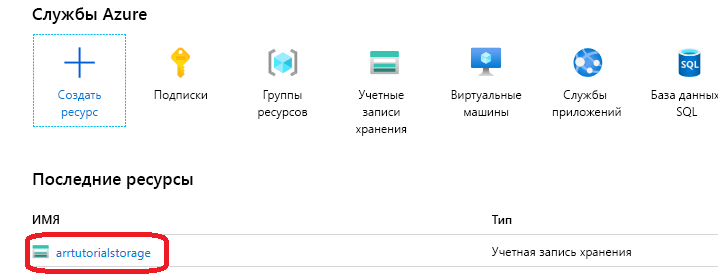 Службы Azure
Создать ресурс
Подписки
Группы ресурсов
Учетные записи хранения
Виртуальные машины
Службы приложений
База данных SQL
Последние ресурсы
ИМЯ Тип
arrtutorialstorage Учетная запись хранения